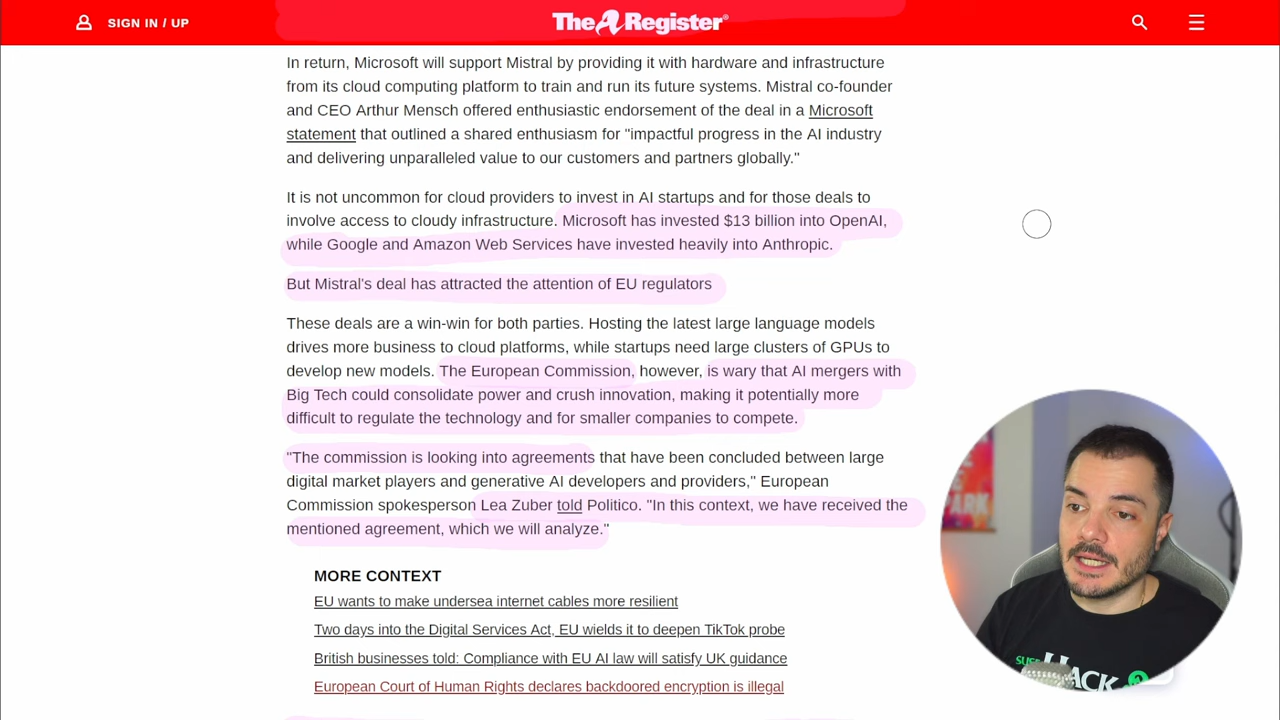 SIGN IN / UP
The Register®
In return, Microsoft will support Mistral by providing it with hardware and infrastructure
from its cloud computing platform to train and run its future systems. Mistral co-founder
and CEO Arthur Mensch offered enthusiastic endorsement of the deal in a Microsoft
statement that outlined a shared enthusiasm for "impactful progress in the AI industry
and delivering unparalleled value to our customers and partners globally."
It is not uncommon for cloud providers to invest in AI startups and for those deals to
involve access to cloudy infrastructure. Microsoft has invested $13 billion into OpenAI,
while Google and Amazon Web Services have invested heavily into Anthropic.
But Mistral's deal has attracted the attention of EU regulators
These deals are a win-win for both parties. Hosting the latest large language models
drives more business to cloud platforms, while startups need large clusters of GPUs to
develop new models. The European Commission, however, is wary that AI mergers with
Big Tech could consolidate power and crush innovation, making it potentially more
difficult to regulate the technology and for smaller companies to compete.
"The commission is looking into agreements that have been concluded between large
digital market players and generative AI developers and providers," European
Commission spokesperson Lea Zuber told Politico. "In this context, we have received the
mentioned agreement, which we will analyze."
MORE CONTEXT
EU wants to make undersea internet cables more resilient
Two days into the Digital Services Act, EU wields it to deepen TikTok probe
British businesses told: Compliance with EU AI law will satisfy UK guidance
European Court of Human Rights declares backdoored encryption is illegal
PARK
HACK